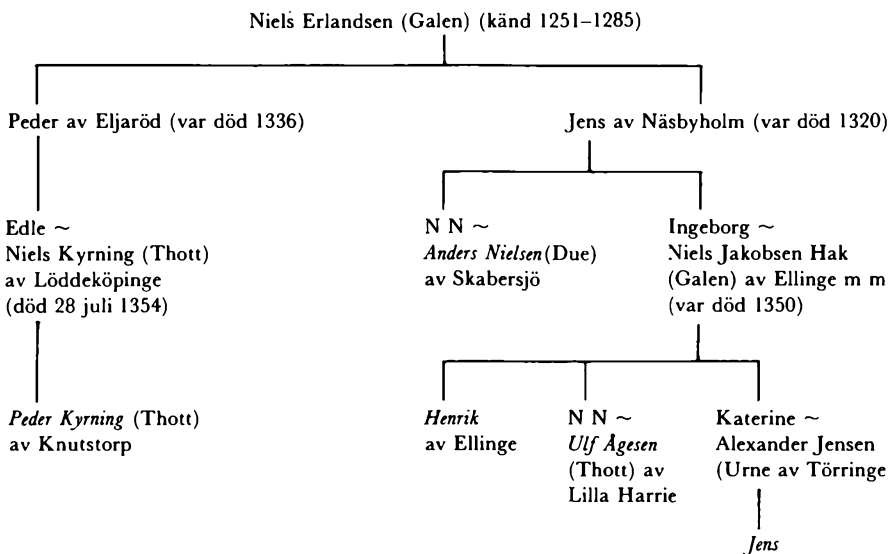 Niels Erlandsen (Galen) (känd 1251–1285)
Peder av Eljaröd (var död 1336)
Jens av Näsbyholm (var död 1320)
Edle ~
Niels Kyrning (Thott)
av Löddeköpinge
(död 28 juli 1354)
N N ~
Anders Nielsen (Due)
av Skabersjö
Ingeborg ~
Niels Jakobsen Hak
(Galen) av Ellinge m m
(var död 1350)
Peder Kyrning (Thott)
av Knutstorp
Henrik
av Ellinge
N N ~
Ulf Ågesen
(Thott) av
Lilla Harrie
Katerine ~
Alexander Jensen
(Urne av Törringe
Jens